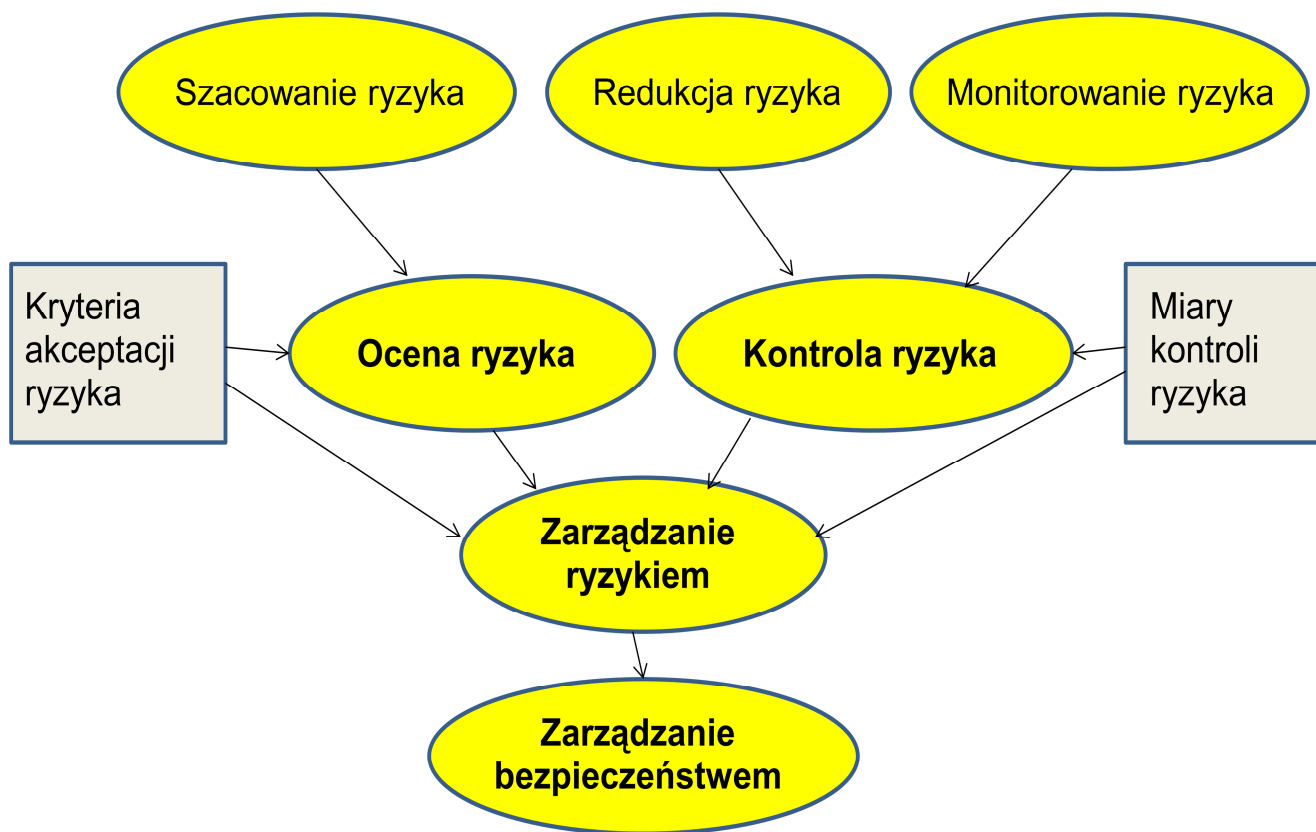 Szacowanie ryzyka
Redukcja ryzyka
Monitorowanie ryzyka
Kryteria
akceptacji
ryzyka
Ocena ryzyka
Kontrola ryzyka
Miary
kontroli
ryzyka
Zarządzanie
ryzykiem
Zarządzanie
bezpieczeństwem